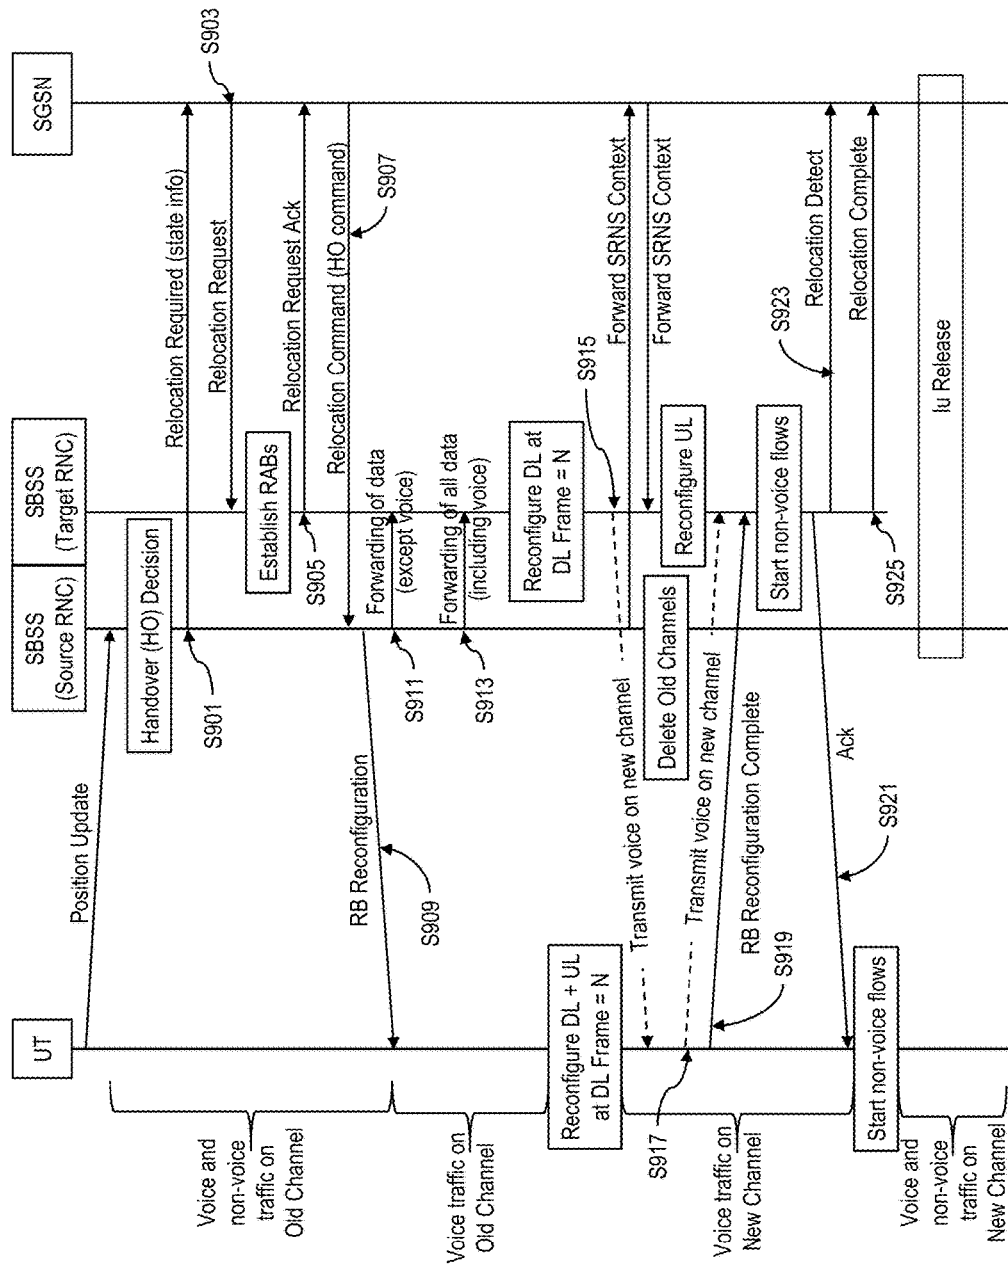 UT
SBSS
(Source RNC)
SBSS
(Target RNC)
SGSN
Position Update
Handover (HO) Decision
S901
Relocation Required (state info)
S903
Relocation Request
Establish RABs
S905
Relocation Request Ack
Relocation Command (HO command)
S907
Voice and
non-voice
traffic on
Old Channel
RB Reconfiguration
S909
Forwarding of data
(except voice)
S911
Forwarding of all data
(including voice)
S913
Voice traffic on
Old Channel
Reconfigure DL + UL
at DL Frame = N
Reconfigure DL at
DL Frame = N
S915
Transmit voice on new channel
Forward SRNS Context
Forward SRNS Context
Delete Old Channels
Reconfigure UL
S917
Transmit voice on new channel
RB Reconfiguration Complete
S919
Voice traffic on
New Channel
Start non-voice flows
S923
Relocation Detect
Ack
S921
Relocation Complete
S925
Start non-voice flows
Iu Release
Voice and
non-voice
traffic on
New Channel